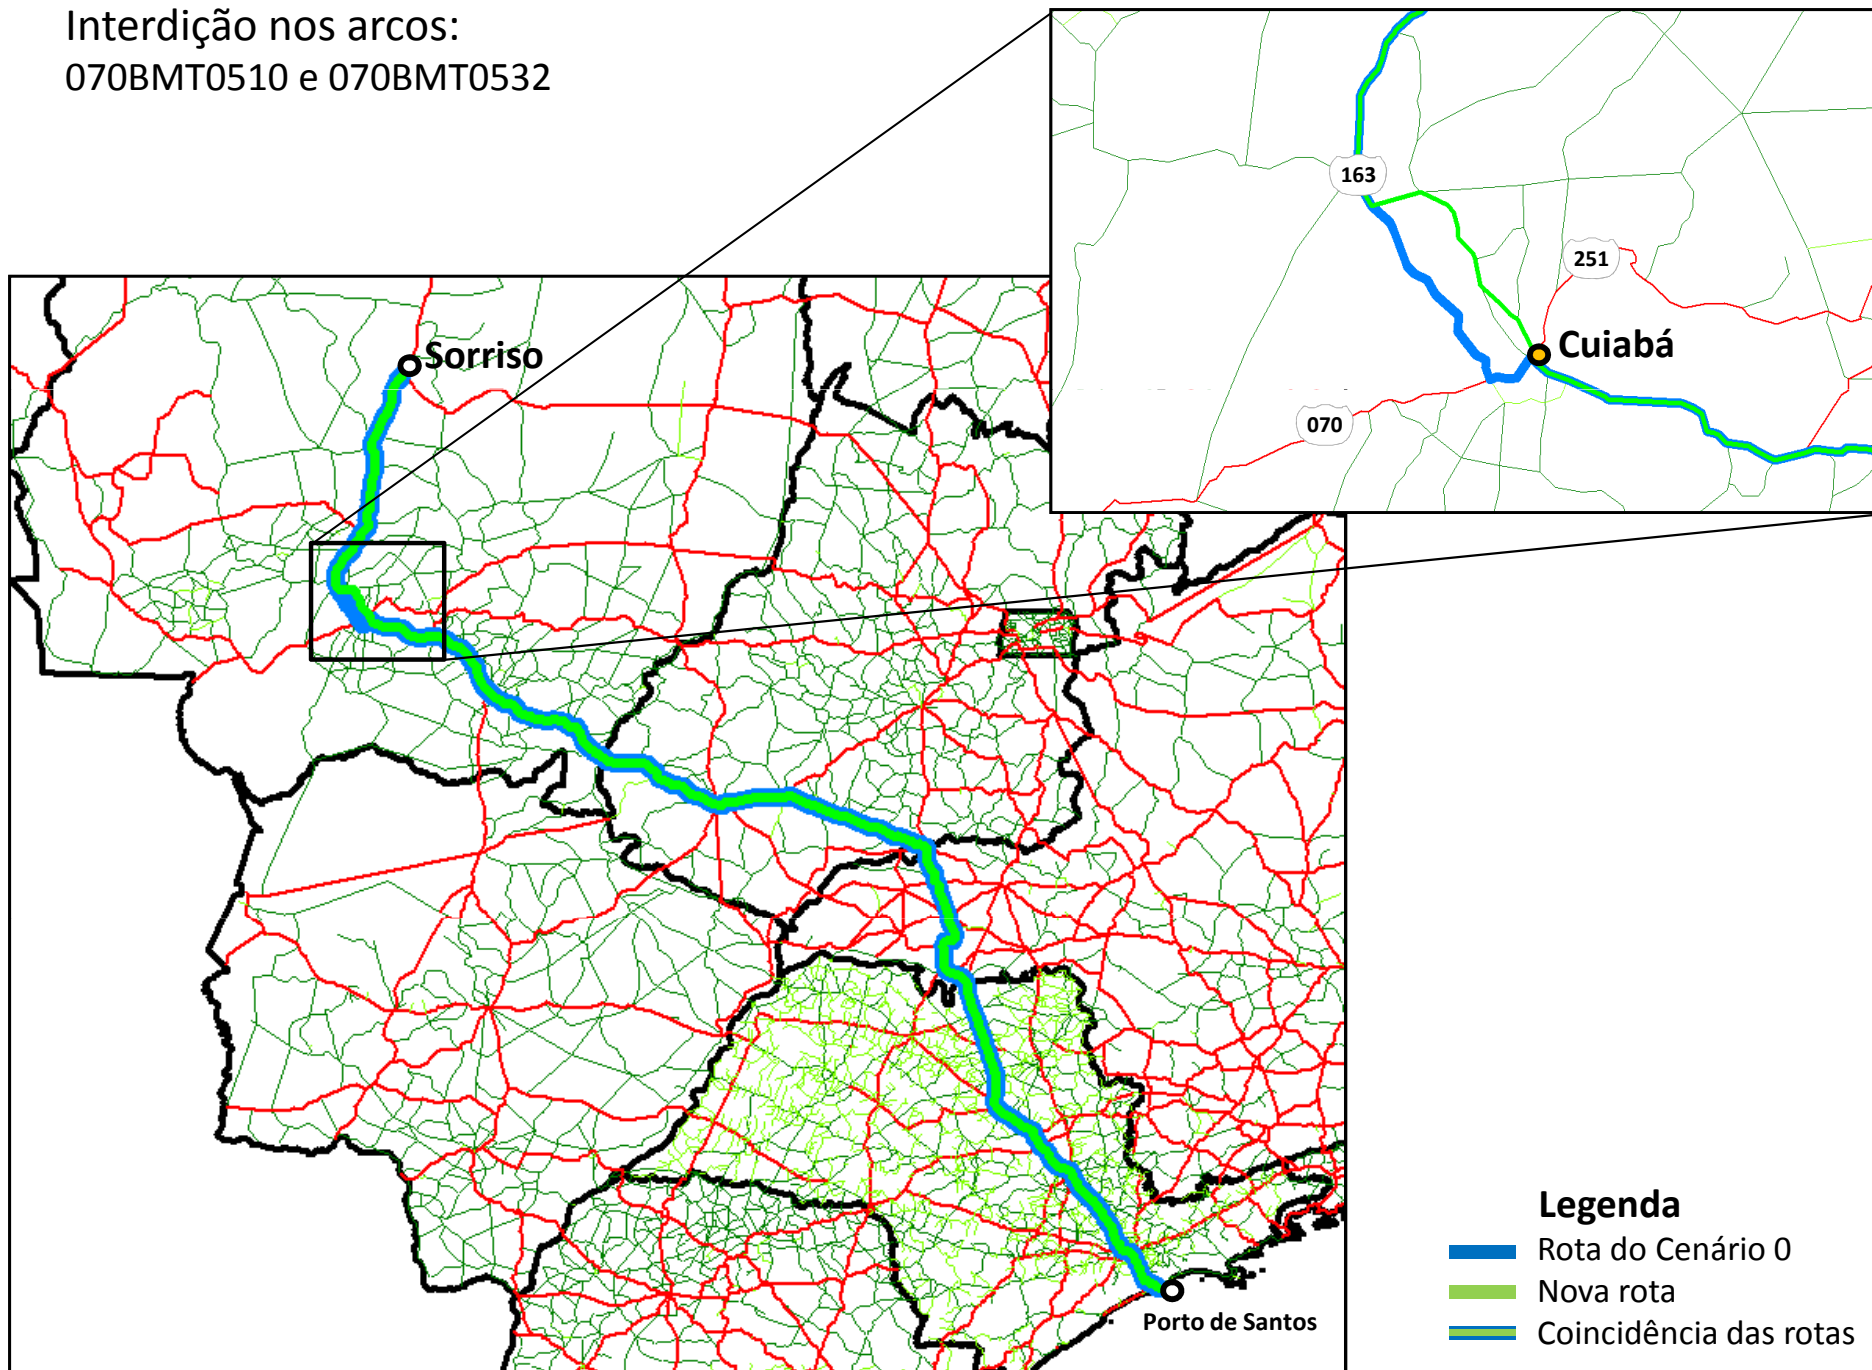 Interdição nos arcos:
070BMT0510 e 070BMT0532
163
251
Cuiabá
070
Sorriso
Porto de Santos
Legenda
Rota do Cenário 0
Nova rota
Coincidência das rotas